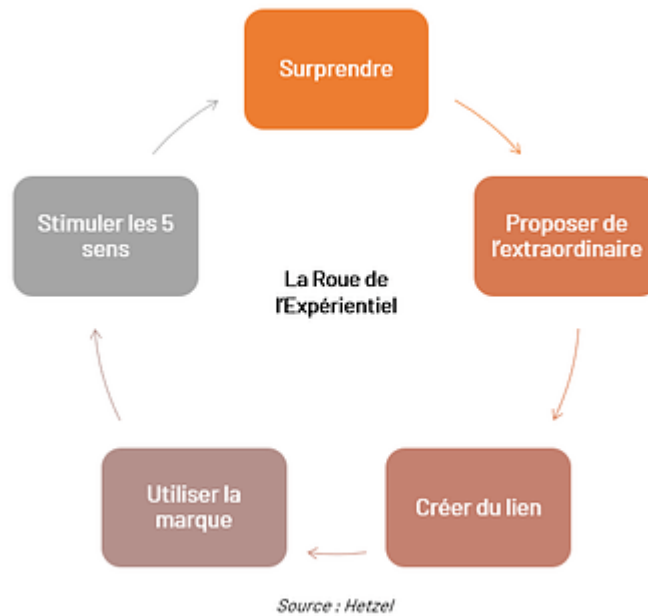 Surprendre
Proposer de
l'extraordinaire
Créer du lien
Utiliser la
marque
Stimuler les 5
sens
La Roue de
l'Expérientiel
Source : Hetzel